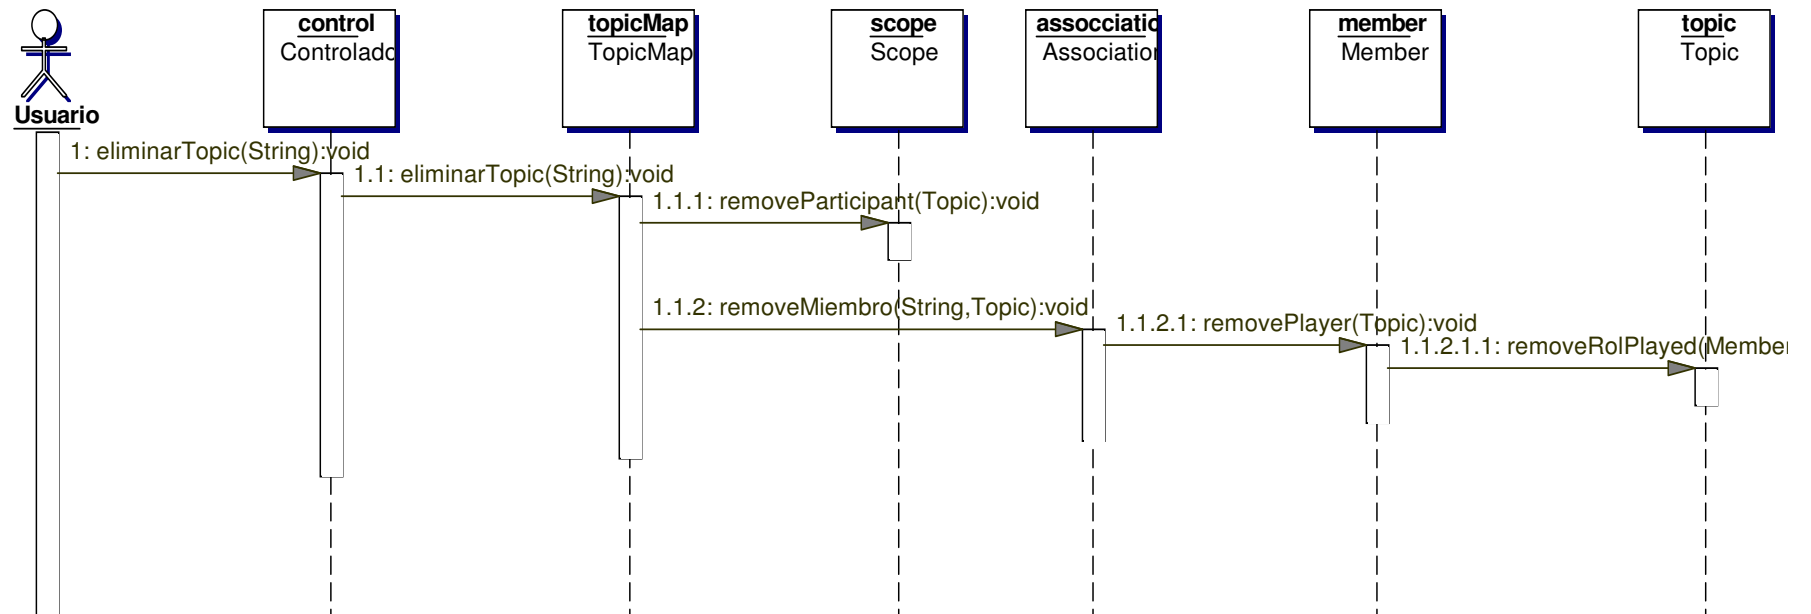 control
Controlado
topicMap
TopicMap
scope
Scope
assocciatio
Association
member
Member
topic
Topic
Usuario
1: eliminarTopic(String):void
1.1: eliminarTopic(String):void
1.1.1: removeParticipant(Topic):void
1.1.2: removeMiembro(String,Topic):void
1.1.2.1: removePlayer(Topic):void
1.1.2.1.1: removeRolPlayed(Member